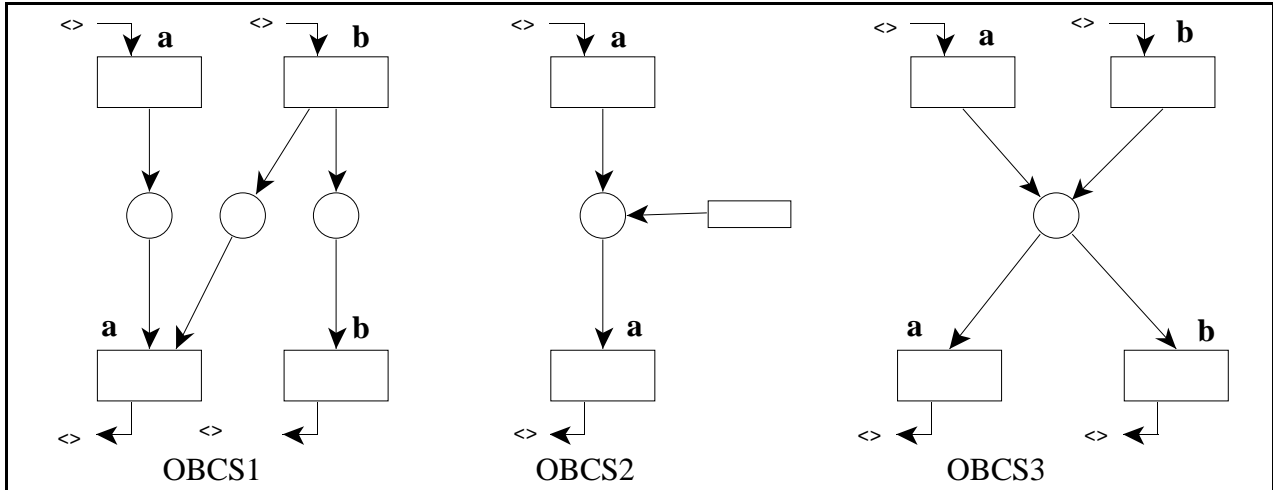 <> a <> b <> a <> a <> b
a b a a b
<> <> <> <> <>
OBCS1 OBCS2 OBCS3